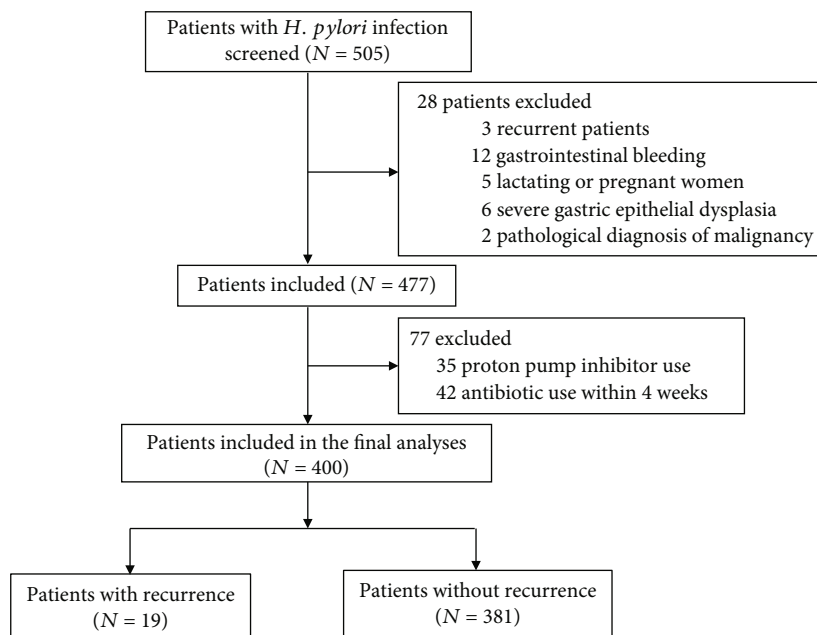 Patients with H. pylori infection
screened (N = 505)
28 patients excluded
3 recurrent patients
12 gastrointestinal bleeding
5 lactating or pregnant women
6 severe gastric epithelial dysplasia
2 pathological diagnosis of malignancy
Patients included (N = 477)
77 excluded
35 proton pump inhibitor use
42 antibiotic use within 4 weeks
Patients included in the final analyses
(N = 400)
Patients with recurrence
(N = 19)
Patients without recurrence
(N = 381)